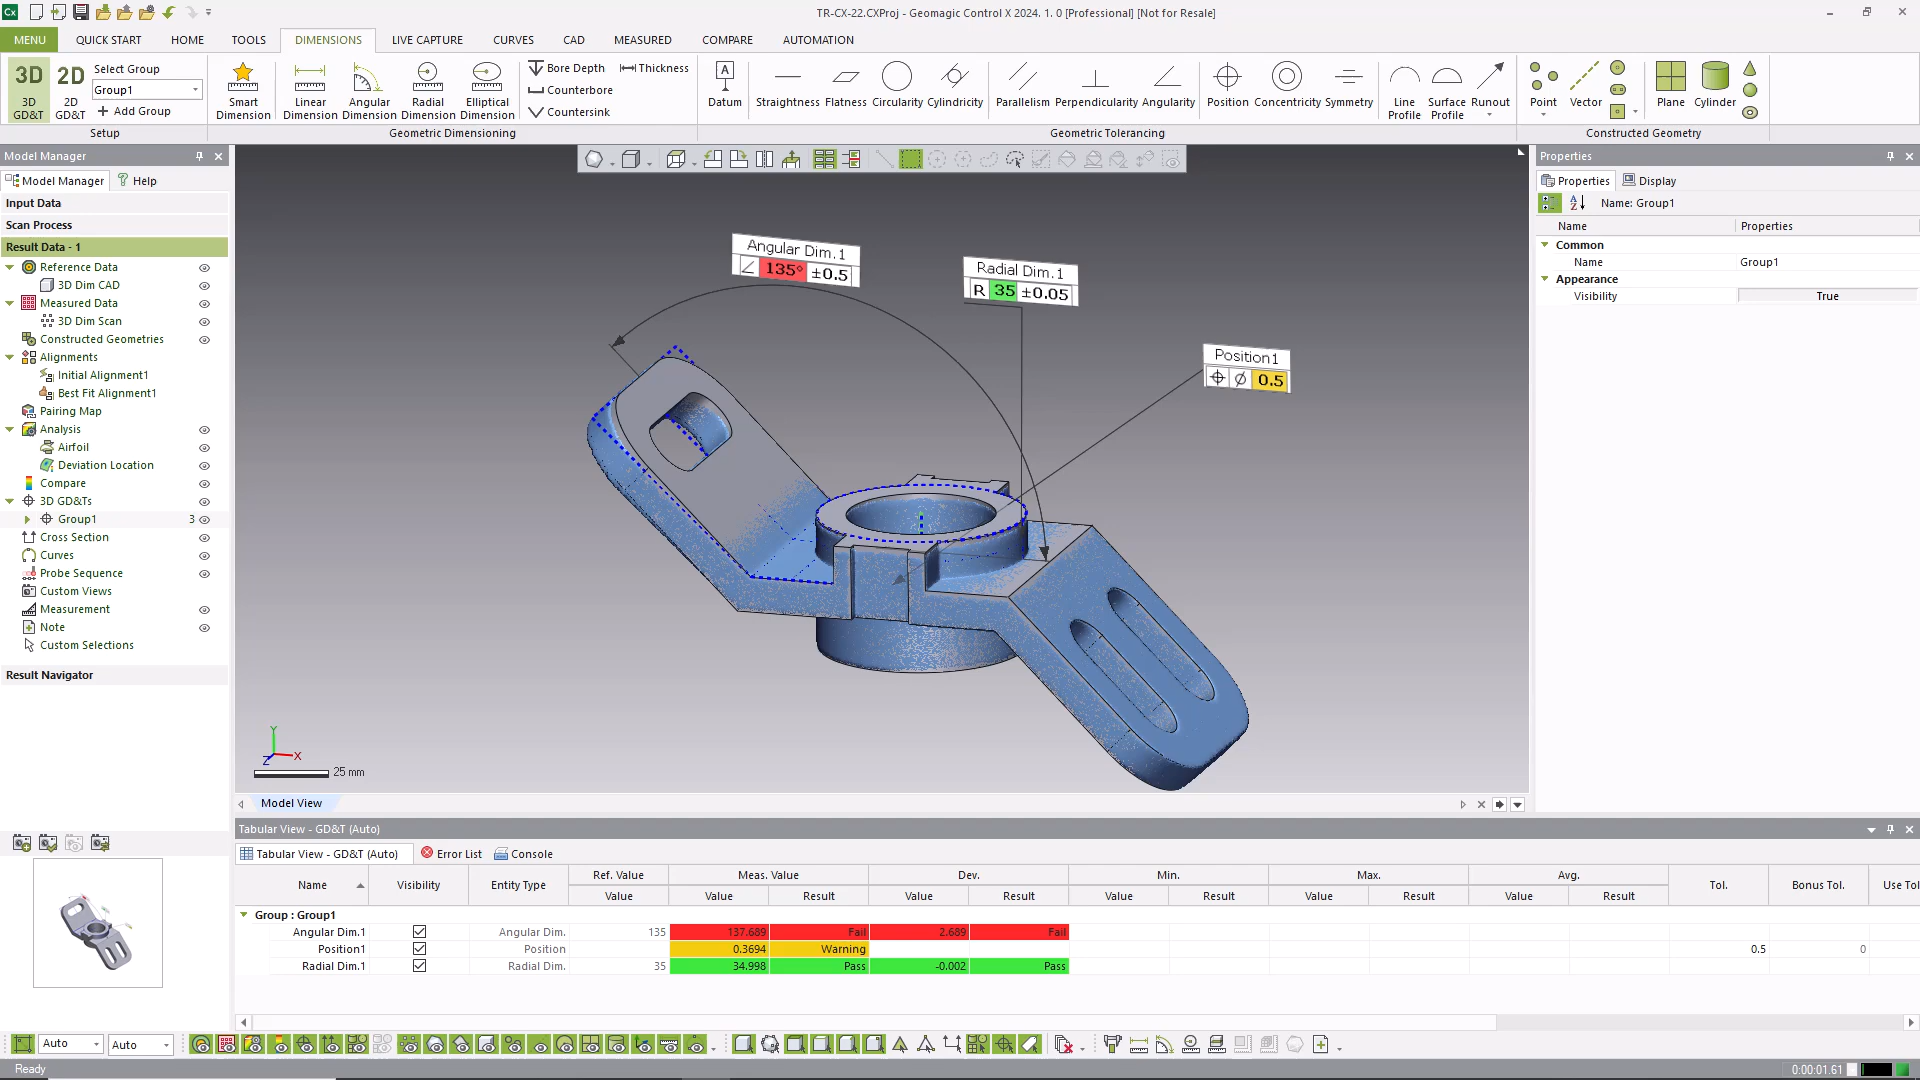 Cx
TR-CX-22.CXProj - Geomagic Control X 2024. 1. 0 [Professional] [Not for Resale]
MENU QUICK START HOME TOOLS DIMENSIONS LIVE CAPTURE CURVES CAD MEASURED COMPARE AUTOMATION
3D 3D GD&T
2D 2D GD&T
Select Group
Group1
Add Group
Smart Dimension
Linear Dimension
Angular Dimension
Radial Dimension
Elliptical Dimension
Bore Depth
Thickness
Counterbore
Countersink
A Datum
Straightness
Flatness
Circularity
Cylindricity
Parallelism
Perpendicularity
Angularity
Position
Concentricity
Symmetry
Line Profile
Surface Profile
Runout
Point
Vector
Plane
Cylinder
Setup Geometric Dimensioning Geometric Tolerancing Constructed Geometry
Model Manager
Model Manager Help
Input Data
Scan Process
Result Data - 1
Reference Data
3D Dim CAD
Measured Data
3D Dim Scan
Constructed Geometries
Alignments
Initial Alignment1
Best Fit Alignment1
Pairing Map
Analysis
Airfoil
Deviation Location
Compare
3D GD&Ts
Group1 3
Cross Section
Curves
Probe Sequence
Custom Views
Measurement
Note
Custom Selections
Result Navigator
Angular Dim.1
135° ±0.5
Radial Dim.1
R 35 ±0.05
Position1
0.5
Y
Z X
25 mm
Model View
Properties
Properties Display
A Z Name: Group1
Name Properties
Common
Name Group1
Appearance
Visibility True
Tabular View - GD&T (Auto)
Tabular View - GD&T (Auto) Error List Console
Name Visibility Entity Type Ref. Value Meas. Value Dev. Min. Max. Avg. Tol. Bonus Tol. Use Tol
Value Value Result Value Result Value Result Value Result Value Result
Group : Group1
Angular Dim.1 Angular Dim. 135 137.689 Fail 2.689 Fail
Position1 Position 0.3694 Warning 0.5 0
Radial Dim.1 Radial Dim. 35 34.998 Pass -0.002 Pass
Auto Auto
Ready 0:00:01.61